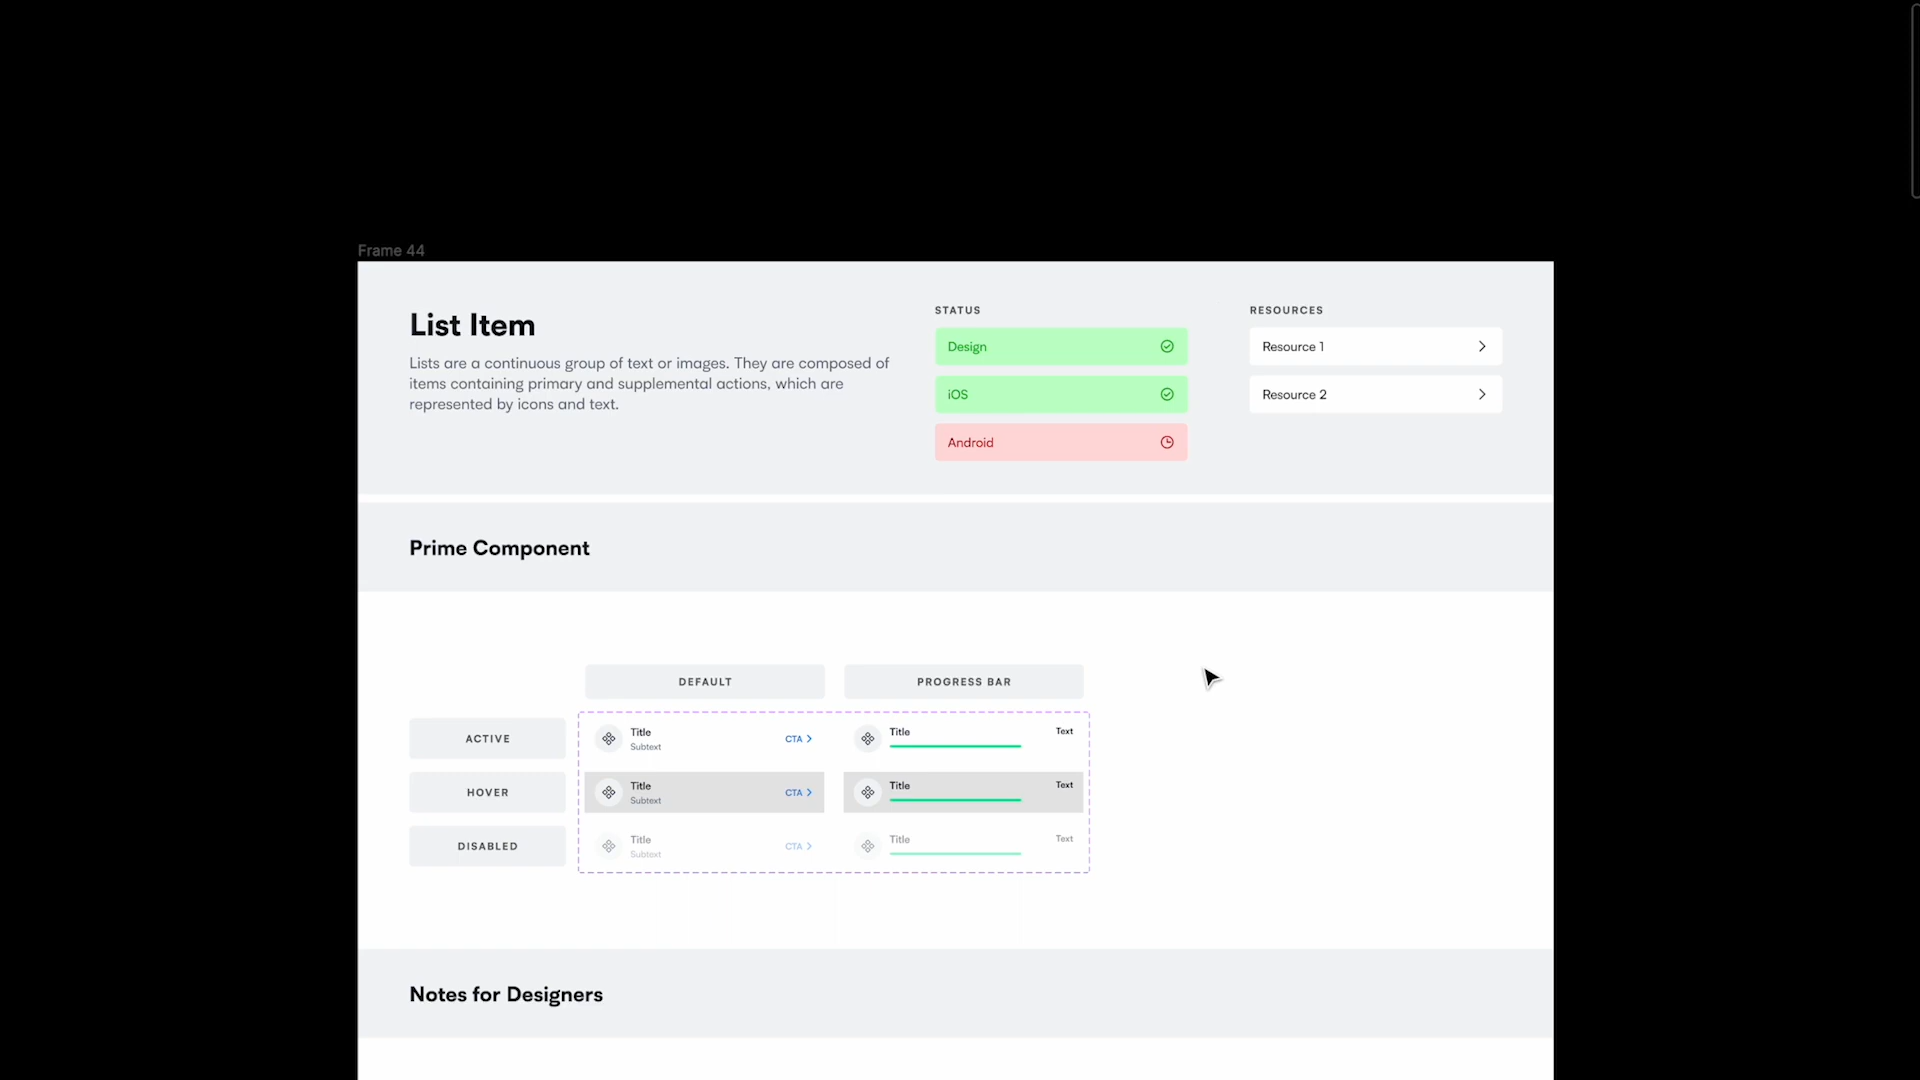 Frame 44
List Item
Lists are a continuous group of text or images. They are composed of
items containing primary and supplemental actions, which are
represented by icons and text.
STATUS
Design
iOS
Android
RESOURCES
Resource 1
Resource 2
Prime Component
DEFAULT
PROGRESS BAR
ACTIVE
Title
Subtext
CTA
Title
Text
HOVER
Title
Subtext
CTA
Title
Text
DISABLED
Title
Subtext
CTA
Title
Text
Notes for Designers